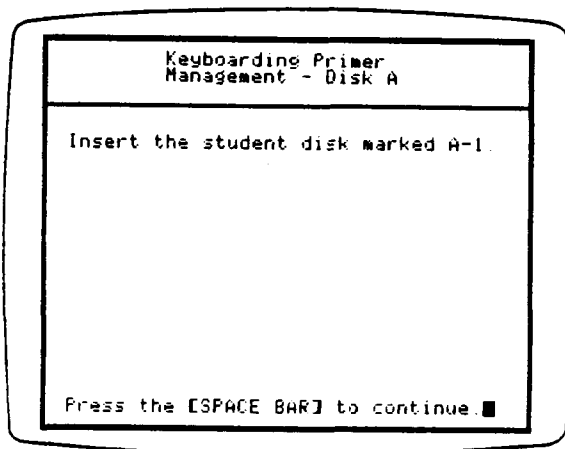 Keyboarding Primer
Management - Disk A
Insert the student disk marked A-1.
Press the [SPACE BAR] to continue.